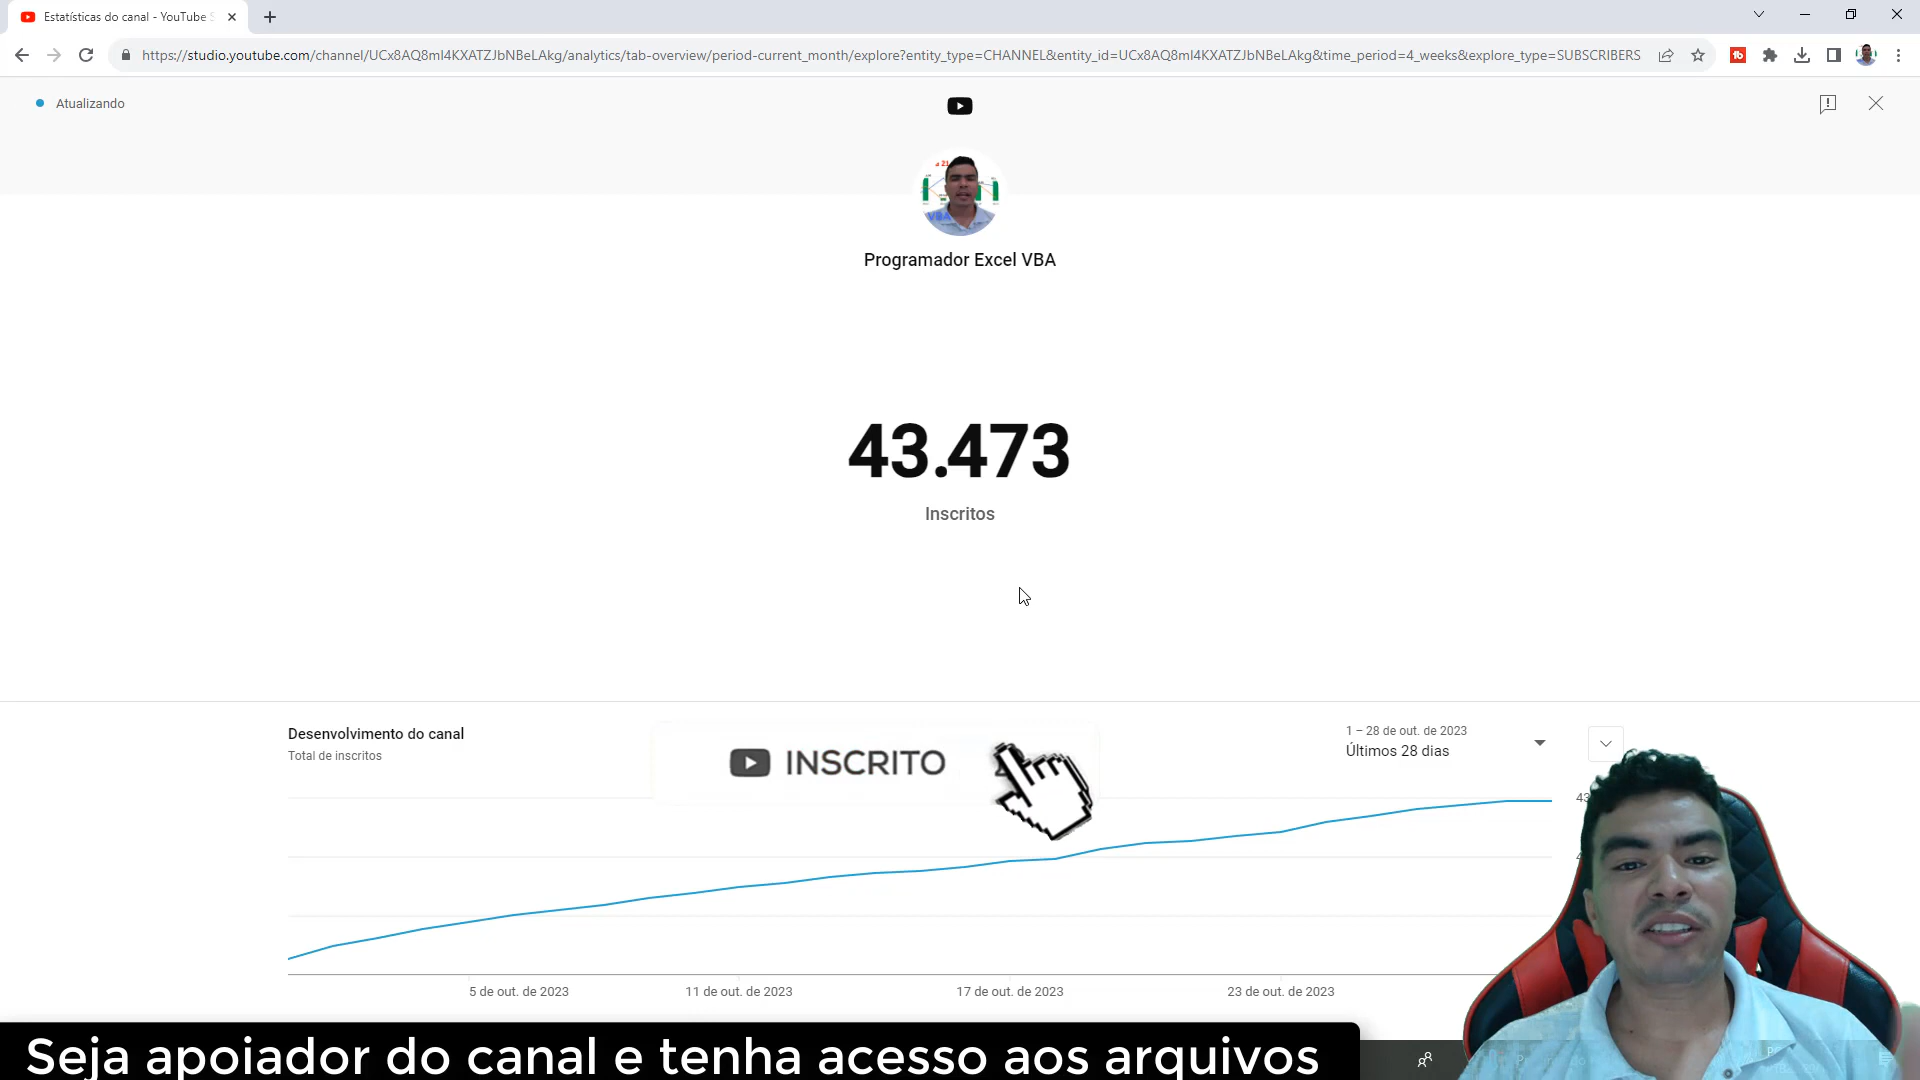 Estatísticas do canal - YouTube S
https://studio.youtube.com/channel/UCx8AQ8ml4KXATZJbNBeLAkg/analytics/tab-overview/period-current_month/explore?entity_type=CHANNEL&entity_id=UCx8AQ8ml4KXATZJbNBeLAkg&time_period=4_weeks&explore_type=SUBSCRIBERS
Atualizando
VBA
Programador Excel VBA
43.473
Inscritos
Desenvolvimento do canal
Total de inscritos
INSCRITO
1 – 28 de out. de 2023
Últimos 28 dias
5 de out. de 2023
11 de out. de 2023
17 de out. de 2023
23 de out. de 2023
Seja apoiador do canal e tenha acesso aos arquivos